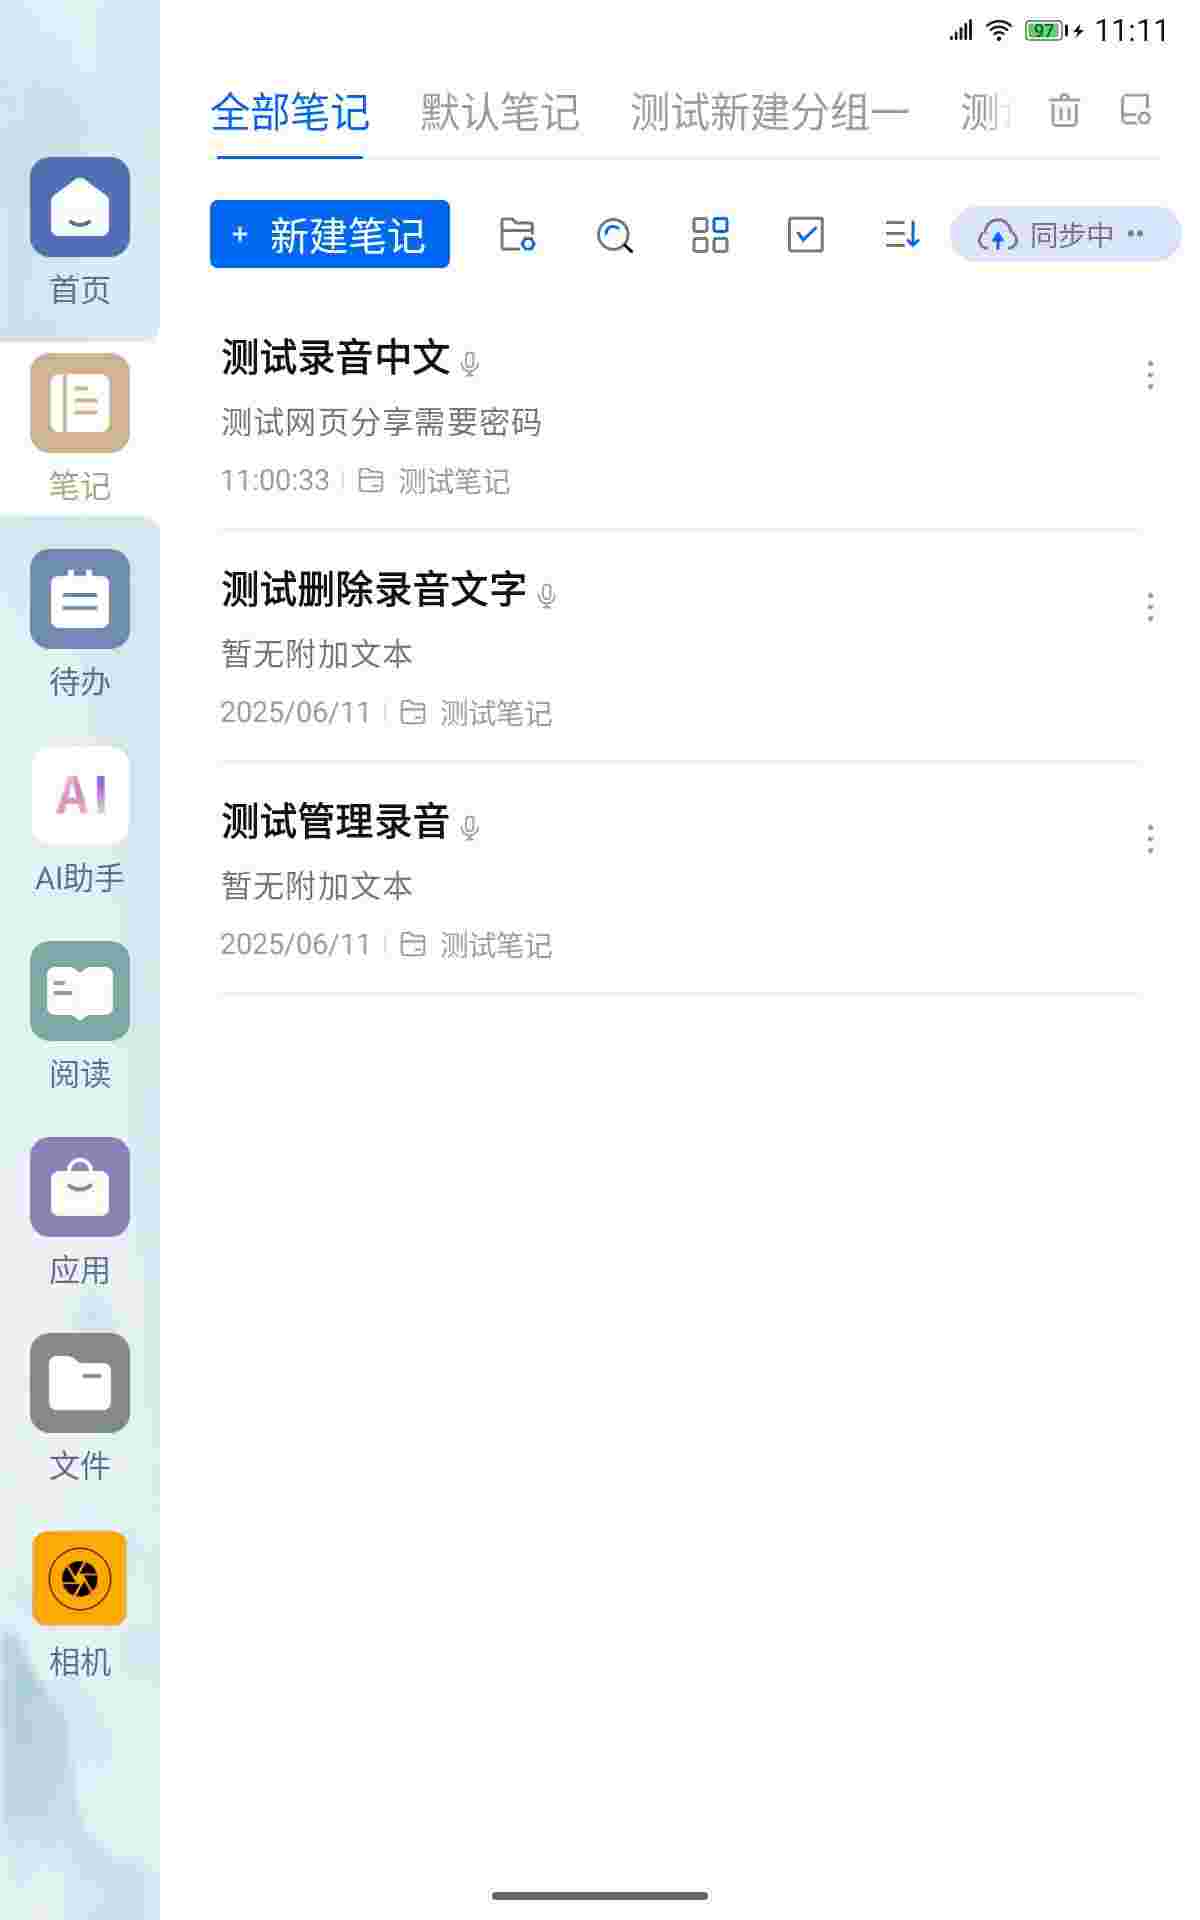 97 11:11
全部笔记 默认笔记 测试新建分组一 测
+ 新建笔记 同步中
首页
笔记
待办
AI
AI助手
阅读
应用
文件
相机
测试录音中文
测试网页分享需要密码
11:00:33 测试笔记
测试删除录音文字
暂无附加文本
2025/06/11 测试笔记
测试管理录音
暂无附加文本
2025/06/11 测试笔记